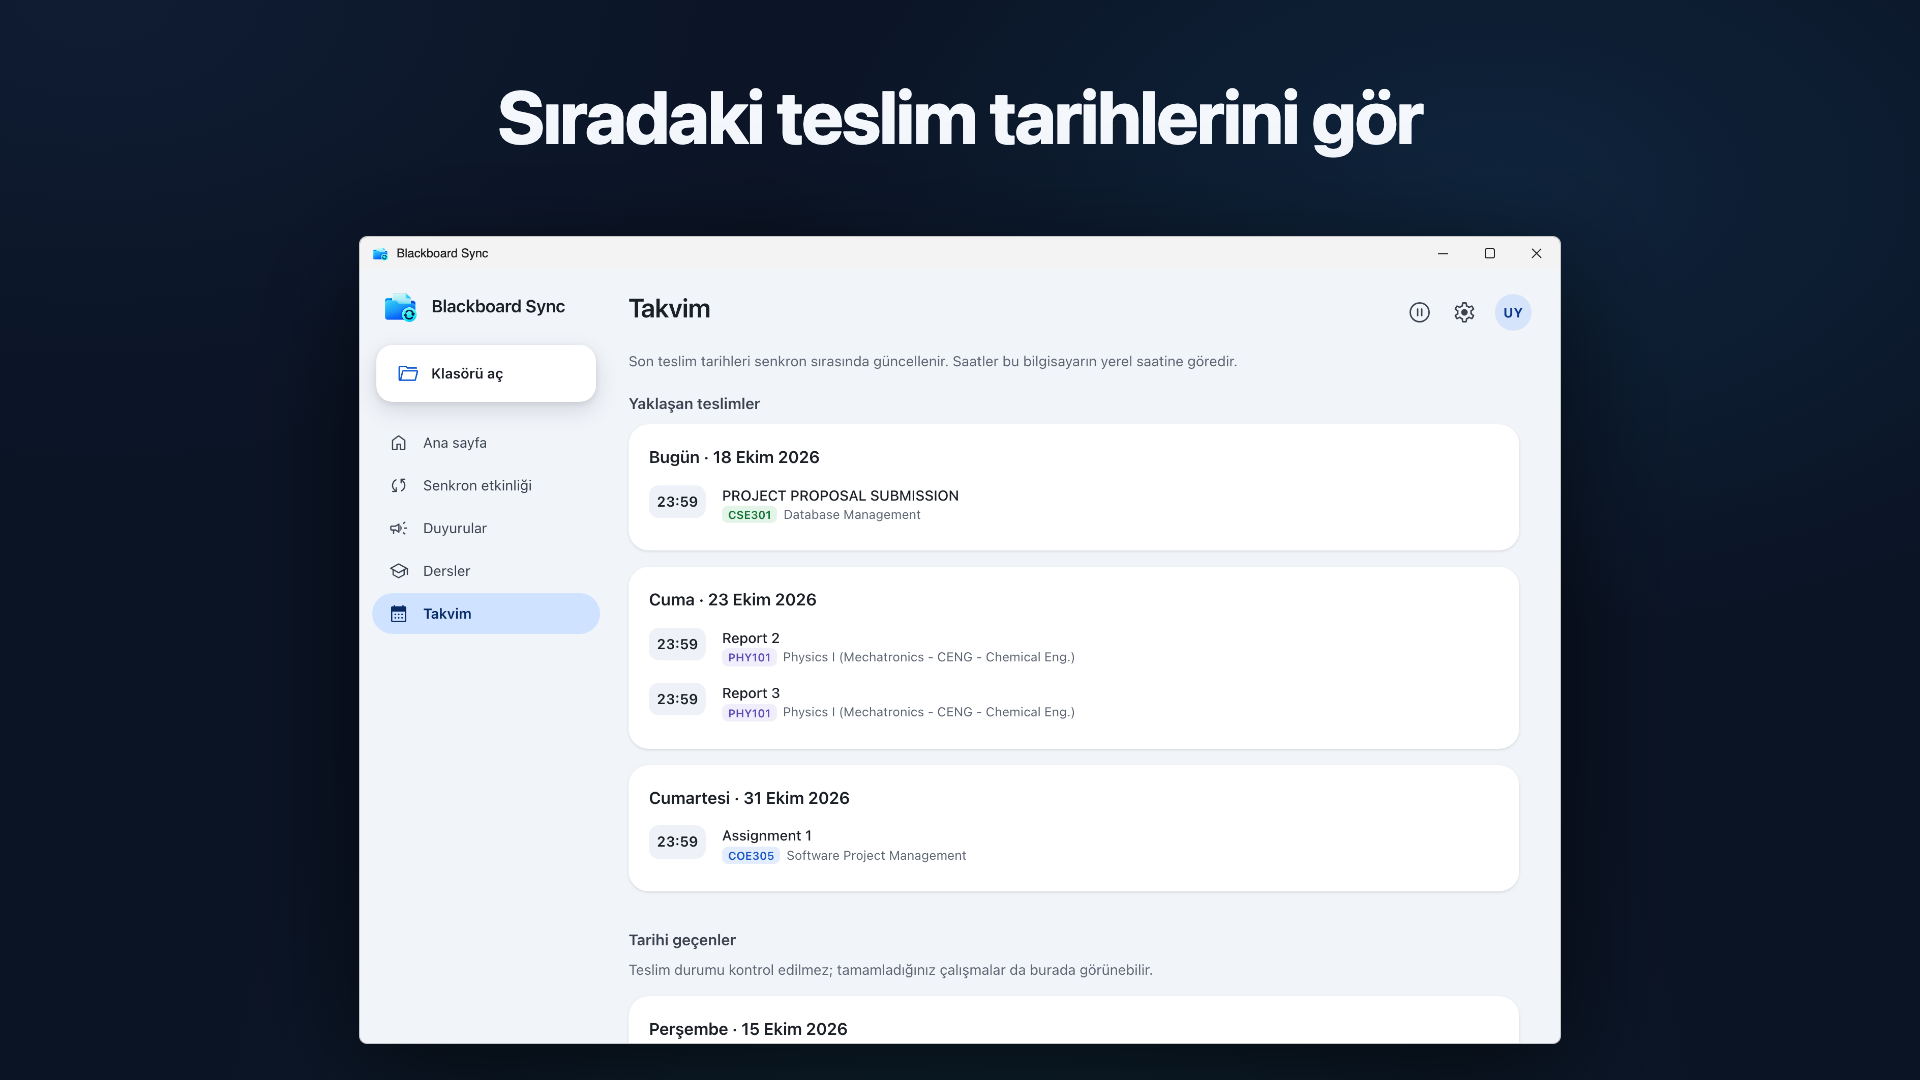 Sıradaki teslim tarihlerini gör
Blackboard Sync
Blackboard Sync
Klasörü aç
Ana sayfa
Senkron etkinliği
Duyurular
Dersler
Takvim
Takvim
UY
Son teslim tarihleri senkron sırasında güncellenir. Saatler bu bilgisayarın yerel saatine göredir.
Yaklaşan teslimler
Bugün · 18 Ekim 2026
23:59
PROJECT PROPOSAL SUBMISSION
CSE301 Database Management
Cuma · 23 Ekim 2026
23:59
Report 2
PHY101 Physics I (Mechatronics - CENG - Chemical Eng.)
23:59
Report 3
PHY101 Physics I (Mechatronics - CENG - Chemical Eng.)
Cumartesi · 31 Ekim 2026
23:59
Assignment 1
COE305 Software Project Management
Tarihi geçenler
Teslim durumu kontrol edilmez; tamamladığınız çalışmalar da burada görünebilir.
Perşembe · 15 Ekim 2026